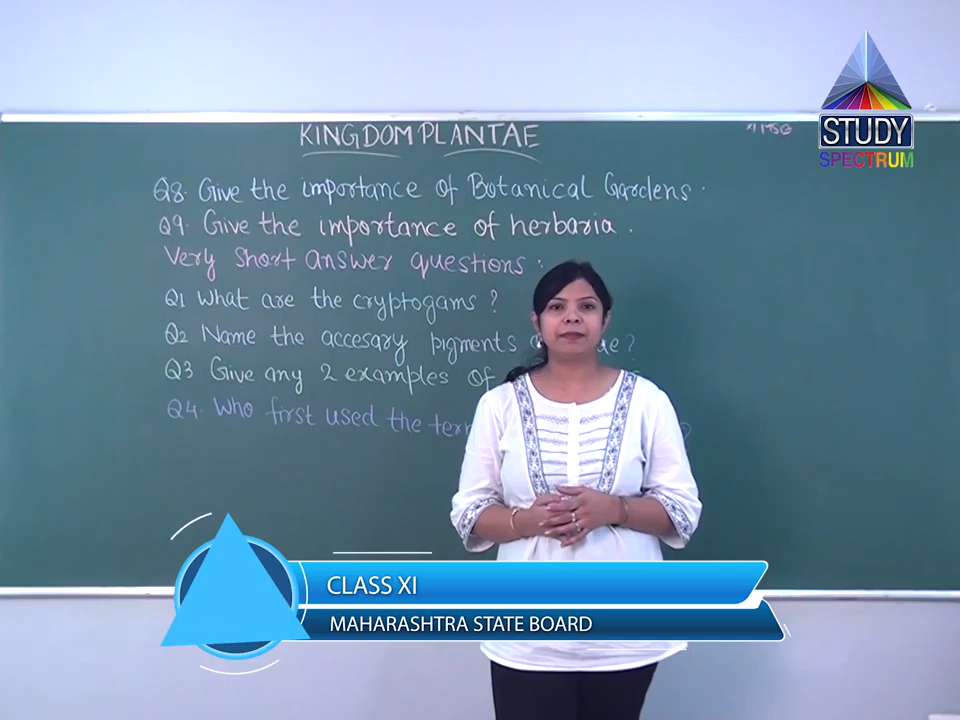 KINGDOM PLANTAE
STUDY
SPECTRUM
Q8. Give the importance of Botanical Gardens.
Q9. Give the importance of herbaria.
Very short answer questions:
Q1 What are the cryptogams?
Q2 Name the accesary pigments ?
Q3 Give any 2 examples of
Q4. Who first used the ?
CLASS XI
MAHARASHTRA STATE BOARD